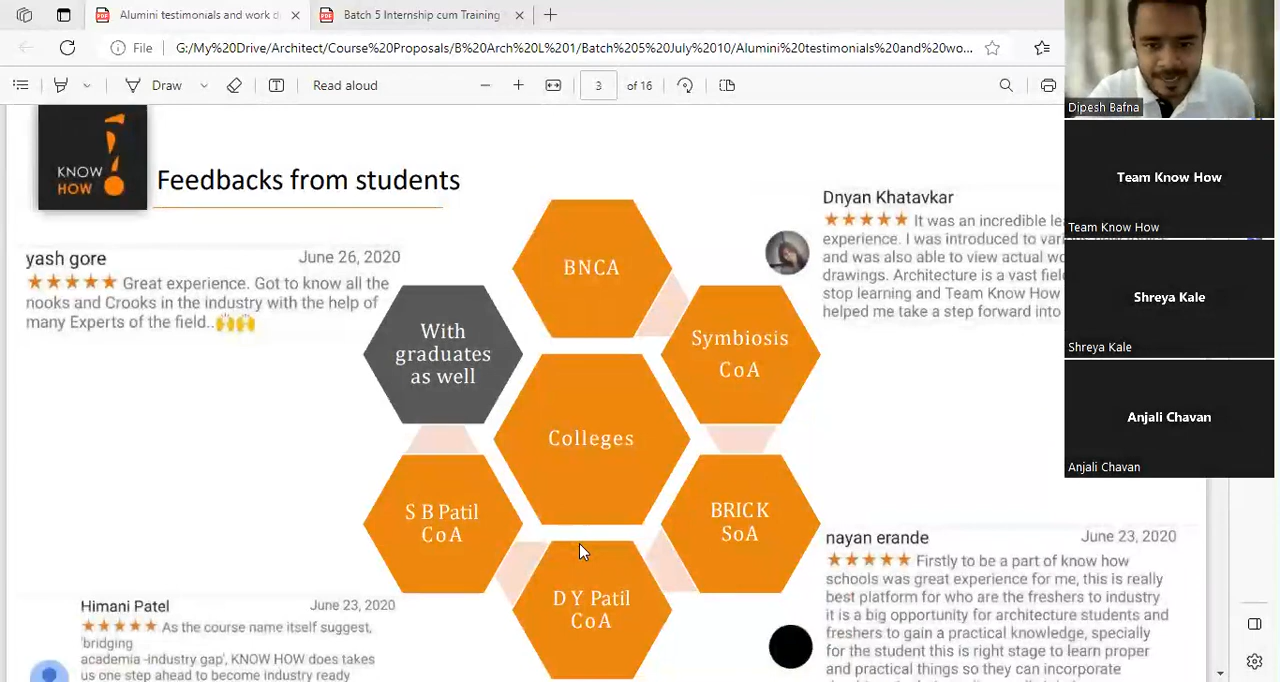 Alumini testimonials and work d
Batch 5 Internship cum Training
File
G:/My%20Drive/Architect/Course%20Proposals/B%20Arch%20L%201/Batch%205%20July%2010/Alumini%20testimonials%20and%20wo...
Draw
Read aloud
3
of 16
KNOW
HOW
Feedbacks from students
yash gore
June 26, 2020
Great experience. Got to know all the
nooks and Crooks in the industry with the help of
many Experts of the field..🙌🙌
BNCA
With
graduates
as well
Symbiosis
CoA
Colleges
S B Patil
CoA
BRICK
SoA
D Y Patil
CoA
Dnyan Khatavkar
It was an incredible
experience. I was introduced to
and was also able to view actual
drawings. Architecture is a vast
stop learning and Team Know How
helped me take a step forward into
Himani Patel
June 23, 2020
As the course name itself suggest,
'bridging
academia -industry gap', KNOW HOW does takes
us one step ahead to become industry ready
nayan erande
June 23, 2020
Firstly to be a part of know how
schools was great experience for me, this is really
best platform for who are the freshers to industry
it is a big opportunity for architecture students and
freshers to gain a practical knowledge, specially
for the student this is right stage to learn proper
and practical things so they can incorporate
Dipesh Bafna
Team Know How
Team Know How
Shreya Kale
Shreya Kale
Anjali Chavan
Anjali Chavan